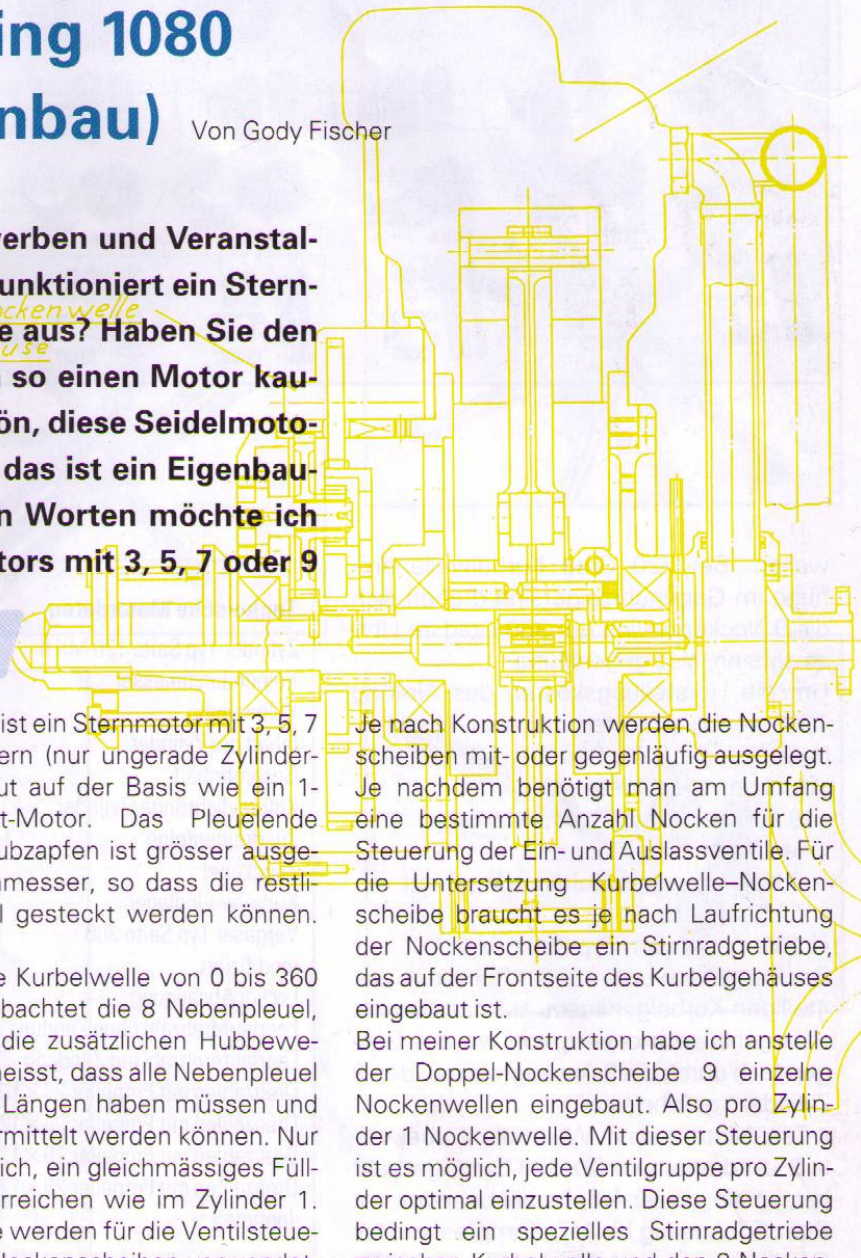 ing 1080
nbau) Von Gody Fischer
erben und Veranstal-
unktioniert ein Stern-
ockenwelle
e aus? Haben Sie den
use
so einen Motor kau-
ön, diese Seidelmoto-
das ist ein Eigenbau-
n Worten möchte ich
tors mit 3, 5, 7 oder 9
ist ein Sternmotor mit 3, 5, 7
ern (nur ungerade Zylinder-
ut auf der Basis wie ein 1-
t-Motor. Das Pleuelende
ubzapfen ist grösser ausge-
messer, so dass die restli-
l gesteckt werden können.
e Kurbelwelle von 0 bis 360
bachtet die 8 Nebenpleuel,
die zusätzlichen Hubbewe-
heisst, dass alle Nebenpleuel
Längen haben müssen und
rmittelt werden können. Nur
lich, ein gleichmässiges Füll-
rreichen wie im Zylinder 1.
e werden für die Ventilsteue-
Je nach Konstruktion werden die Nocken-
scheiben mit- oder gegenläufig ausgelegt.
Je nachdem benötigt man am Umfang
eine bestimmte Anzahl Nocken für die
Steuerung der Ein- und Auslassventile. Für
die Untersetzung Kurbelwelle–Nocken-
scheibe braucht es je nach Laufrichtung
der Nockenscheibe ein Stirnradgetriebe,
das auf der Frontseite des Kurbelgehäuses
eingebaut ist.
Bei meiner Konstruktion habe ich anstelle
der Doppel-Nockenscheibe 9 einzelne
Nockenwellen eingebaut. Also pro Zylin-
der 1 Nockenwelle. Mit dieser Steuerung
ist es möglich, jede Ventilgruppe pro Zylin-
der optimal einzustellen. Diese Steuerung
bedingt ein spezielles Stirnradgetriebe